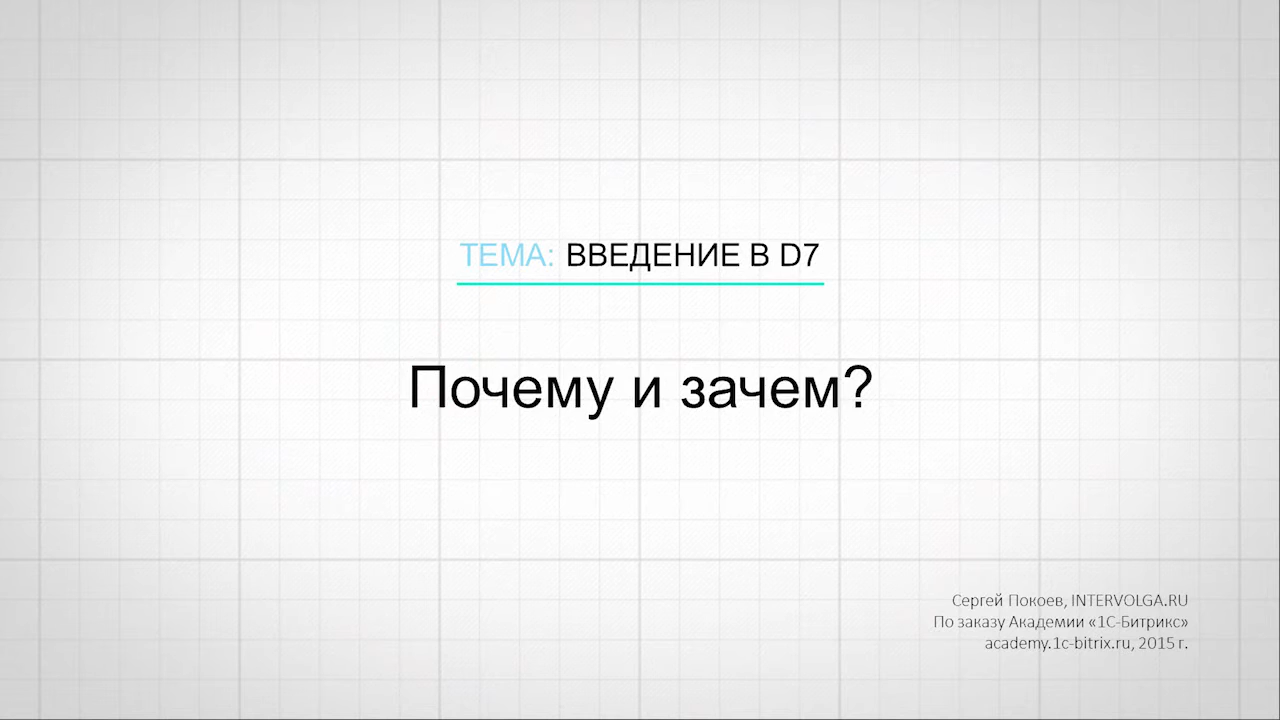 ТЕМА: ВВЕДЕНИЕ В D7
Почему и зачем?
Сергей Покоев, INTERVOLGA.RU
По заказу Академии «1С-Битрикс»
academy.1c-bitrix.ru, 2015 г.